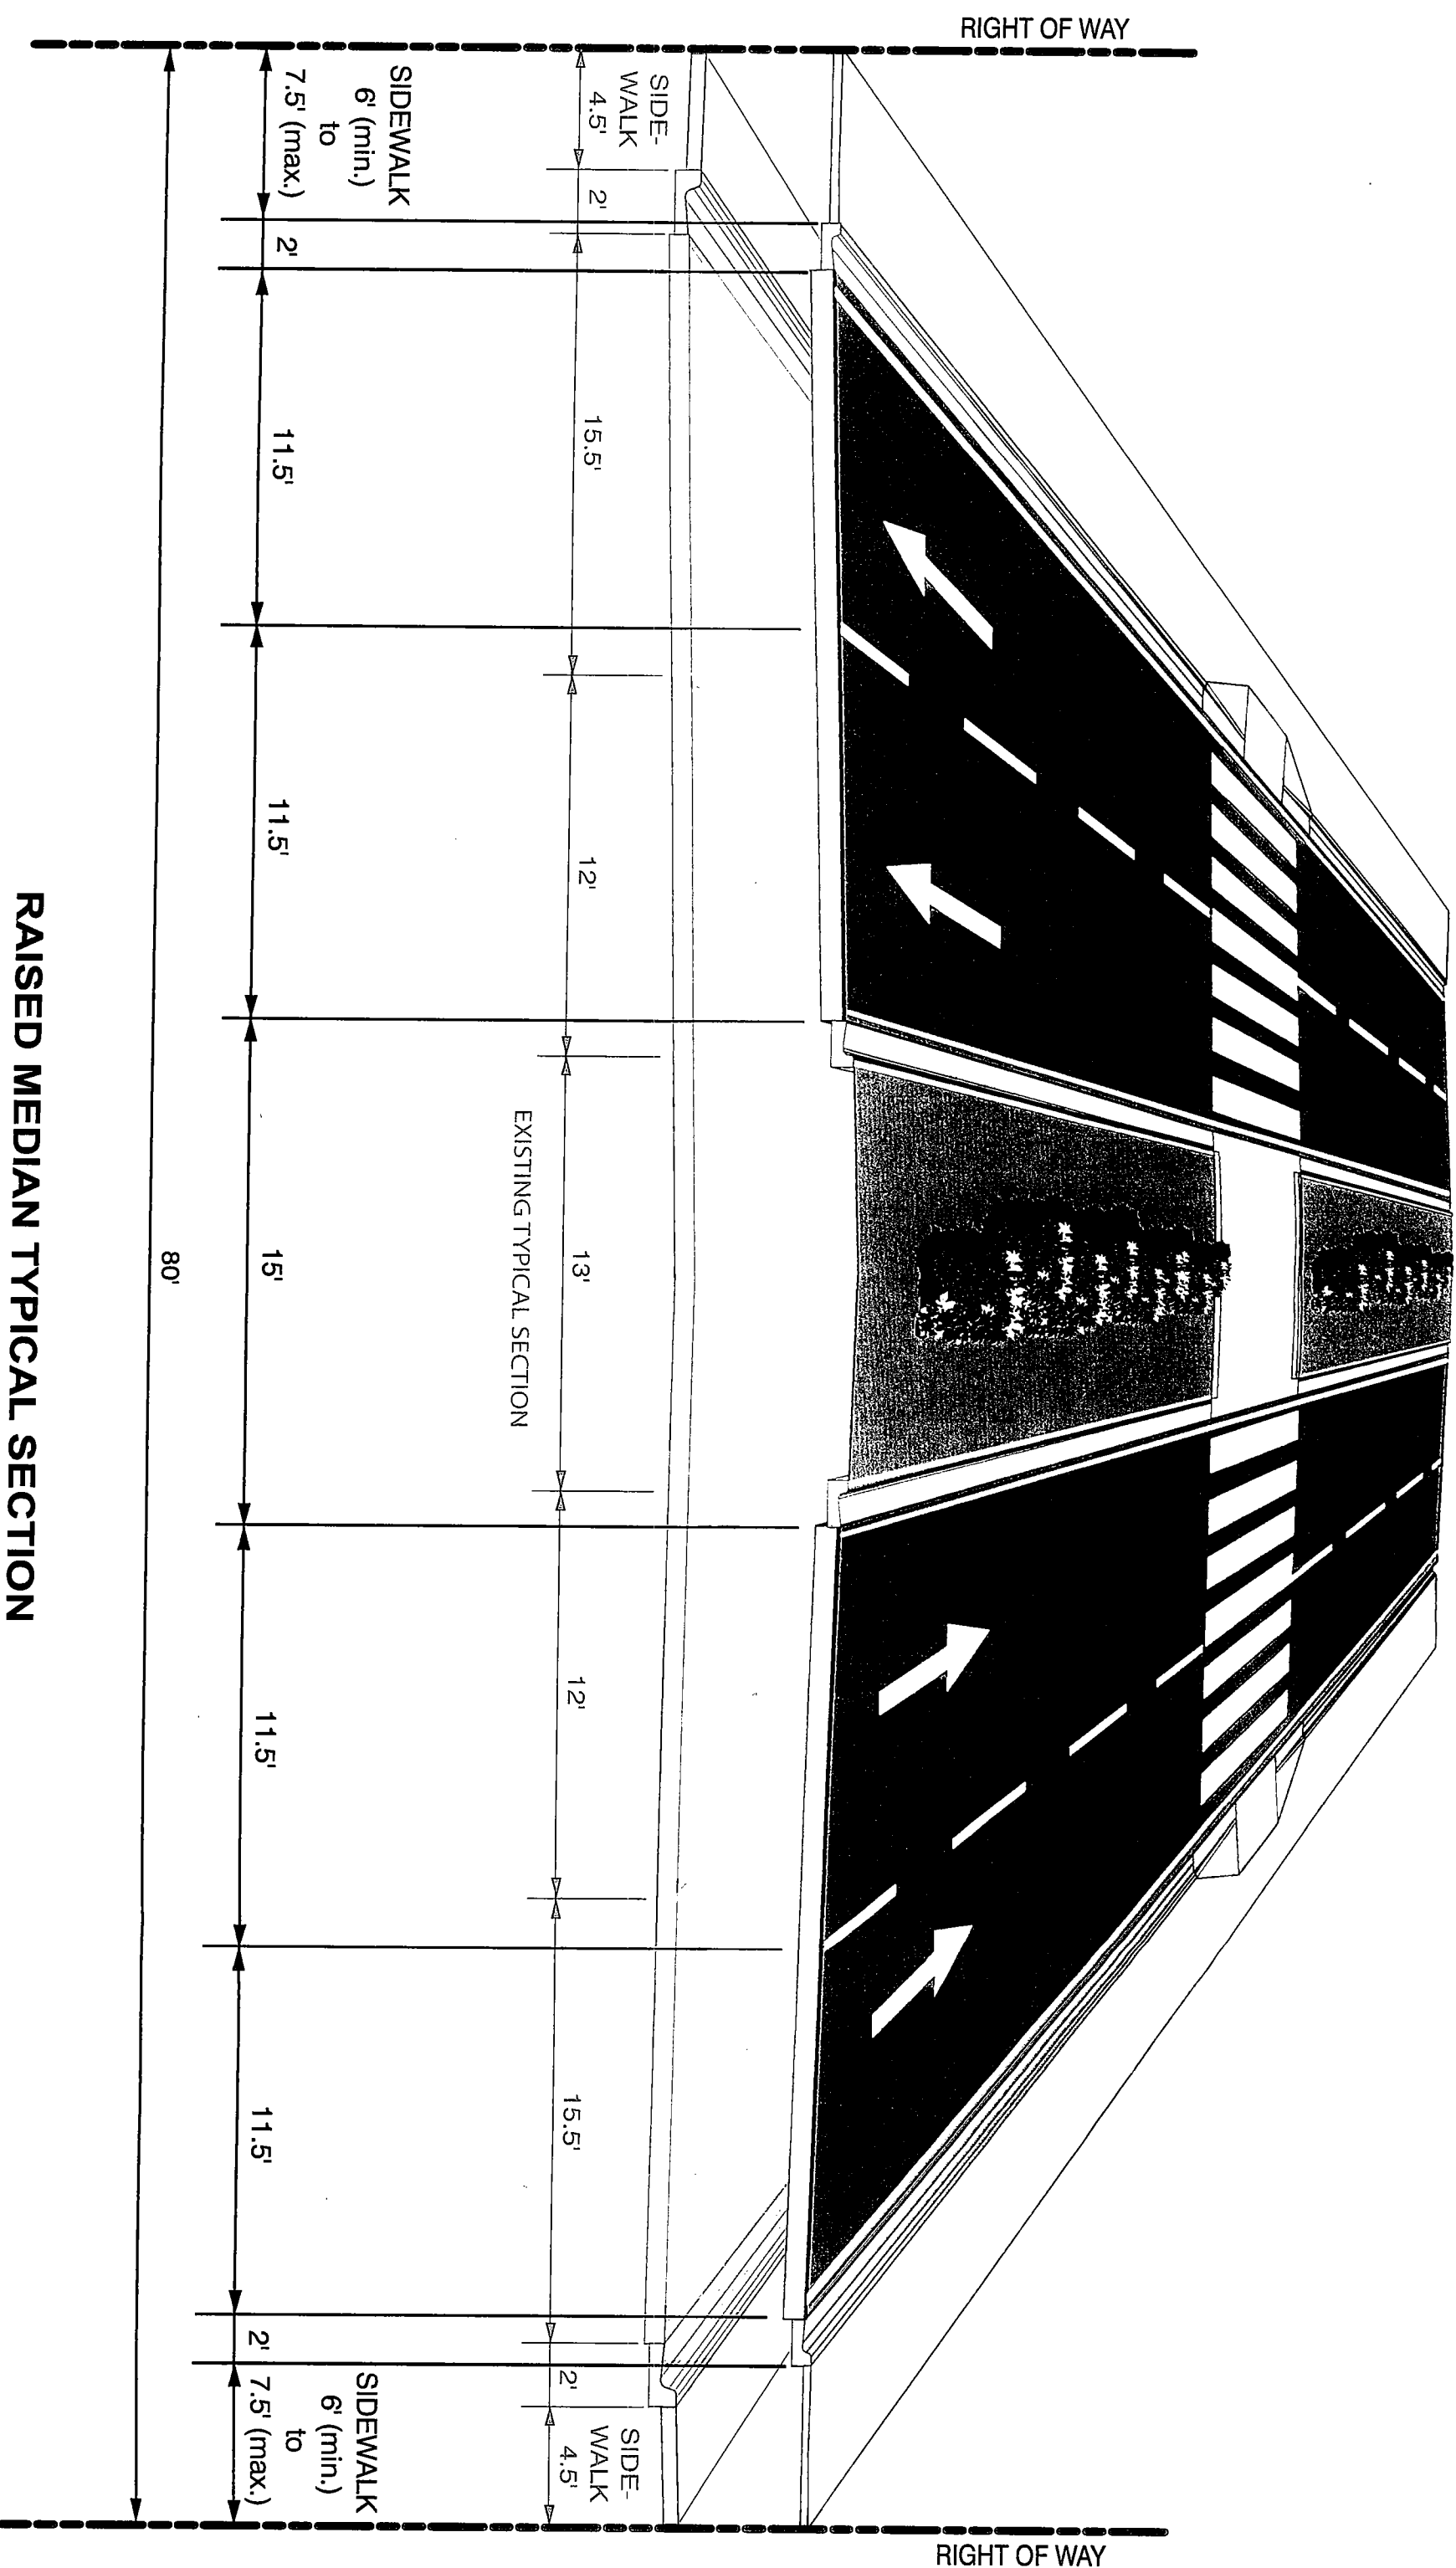 RIGHT OF WAY
SIDE-
WALK
4.5'
2'
15.5'
12'
13'
12'
15.5'
2'
SIDE-
WALK
4.5'
EXISTING TYPICAL SECTION
SIDEWALK
6' (min.)
to
7.5' (max.)
2'
11.5'
11.5'
15'
11.5'
11.5'
2'
SIDEWALK
6' (min.)
to
7.5' (max.)
80'
RAISED MEDIAN TYPICAL SECTION
RIGHT OF WAY